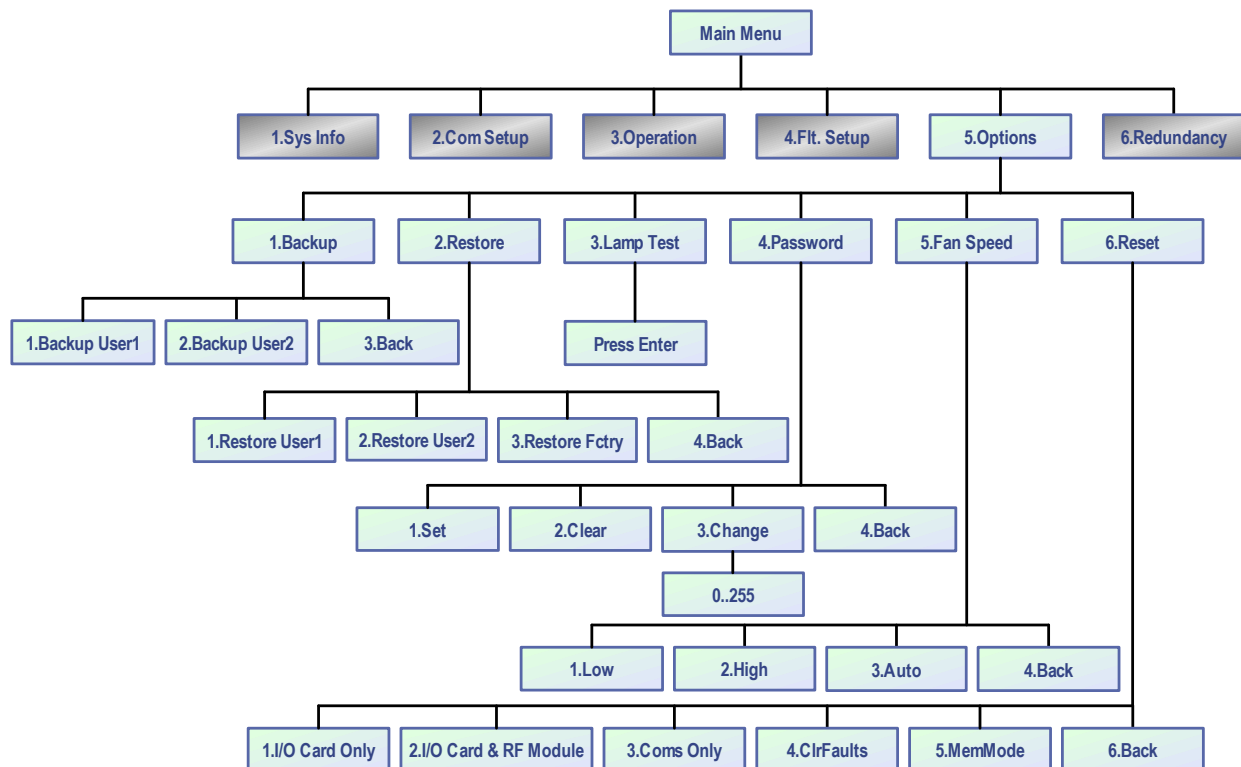 Main Menu
1.Sys Info
2.Com Setup
3.Operation
4.Flt. Setup
5.Options
6.Redundancy
1.Backup
2.Restore
3.Lamp Test
4.Password
5.Fan Speed
6.Reset
1.Backup User1
2.Backup User2
3.Back
Press Enter
1.Restore User1
2.Restore User2
3.Restore Fctry
4.Back
1.Set
2.Clear
3.Change
4.Back
0..255
1.Low
2.High
3.Auto
4.Back
1.I/O Card Only
2.I/O Card & RF Module
3.Coms Only
4.ClrFaults
5.MemMode
6.Back